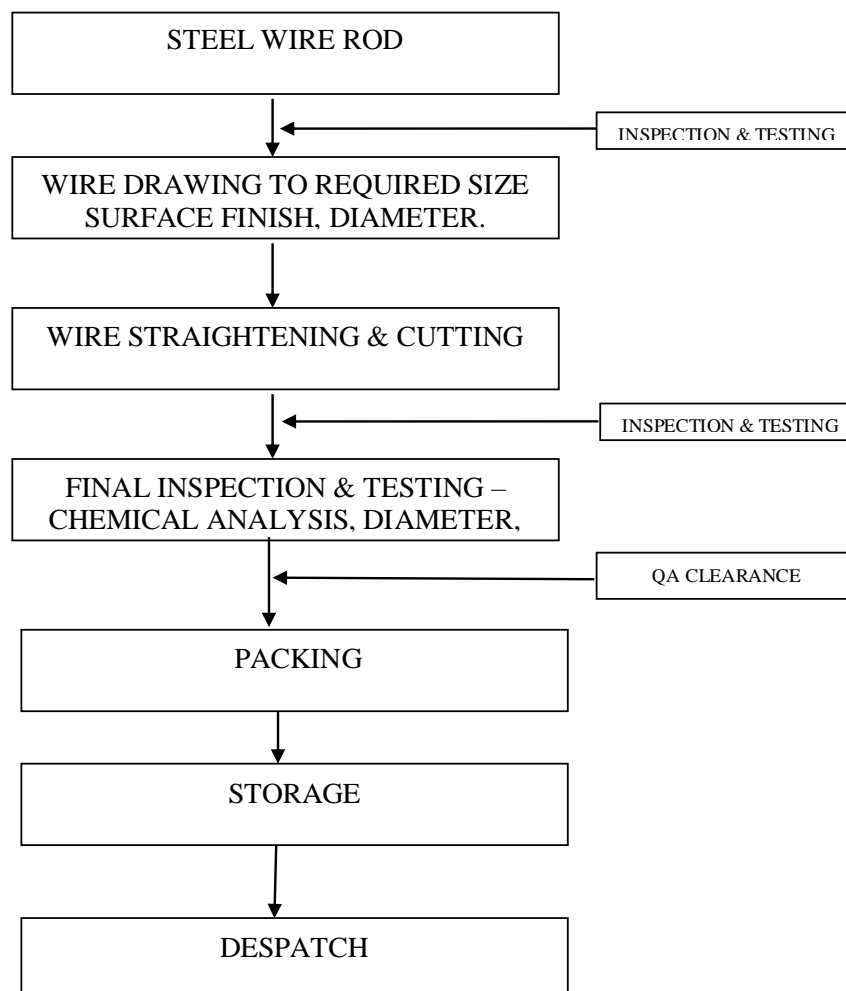 STEEL WIRE ROD
INSPECTION & TESTING
WIRE DRAWING TO REQUIRED SIZE
SURFACE FINISH, DIAMETER.
WIRE STRAIGHTENING & CUTTING
INSPECTION & TESTING
FINAL INSPECTION & TESTING –
CHEMICAL ANALYSIS, DIAMETER,
QA CLEARANCE
PACKING
STORAGE
DESPATCH